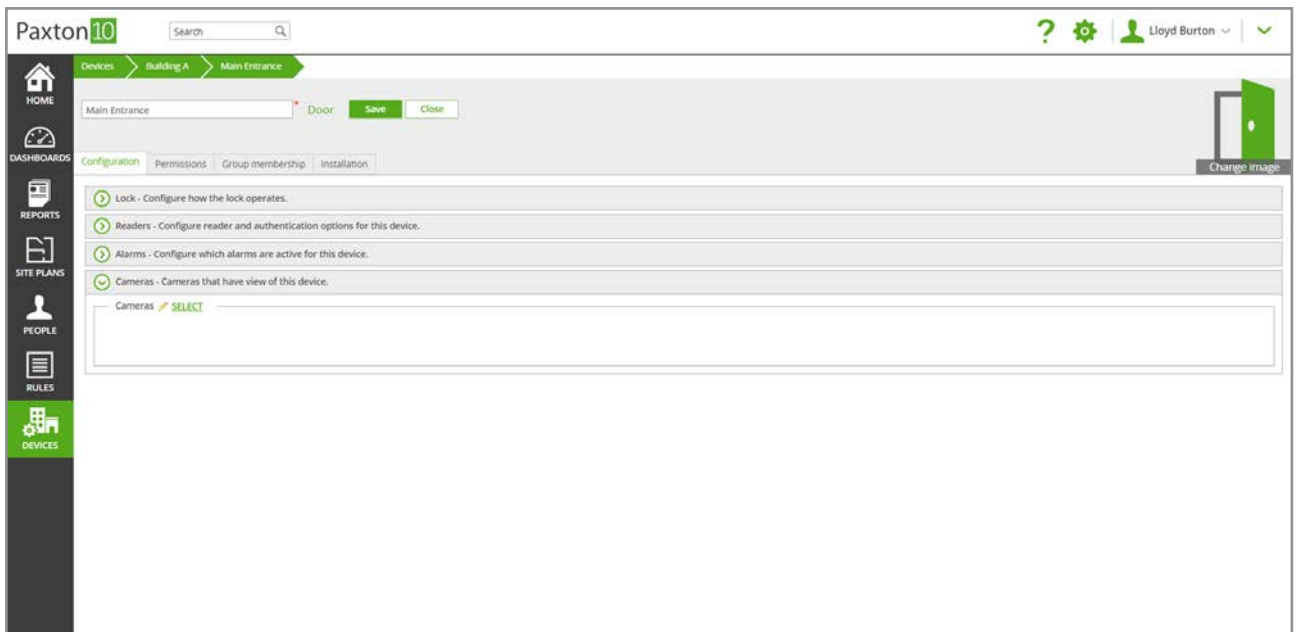 Paxton10
Search
Lloyd Burton
Devices Building A Main Entrance
Main Entrance * Door Save Close
Change image
Configuration Permissions Group membership Installation
Lock - Configure how the lock operates.
Readers - Configure reader and authentication options for this device.
Alarms - Configure which alarms are active for this device.
Cameras - Cameras that have view of this device.
Cameras SELECT
HOME
DASHBOARDS
REPORTS
SITE PLANS
PEOPLE
RULES
DEVICES